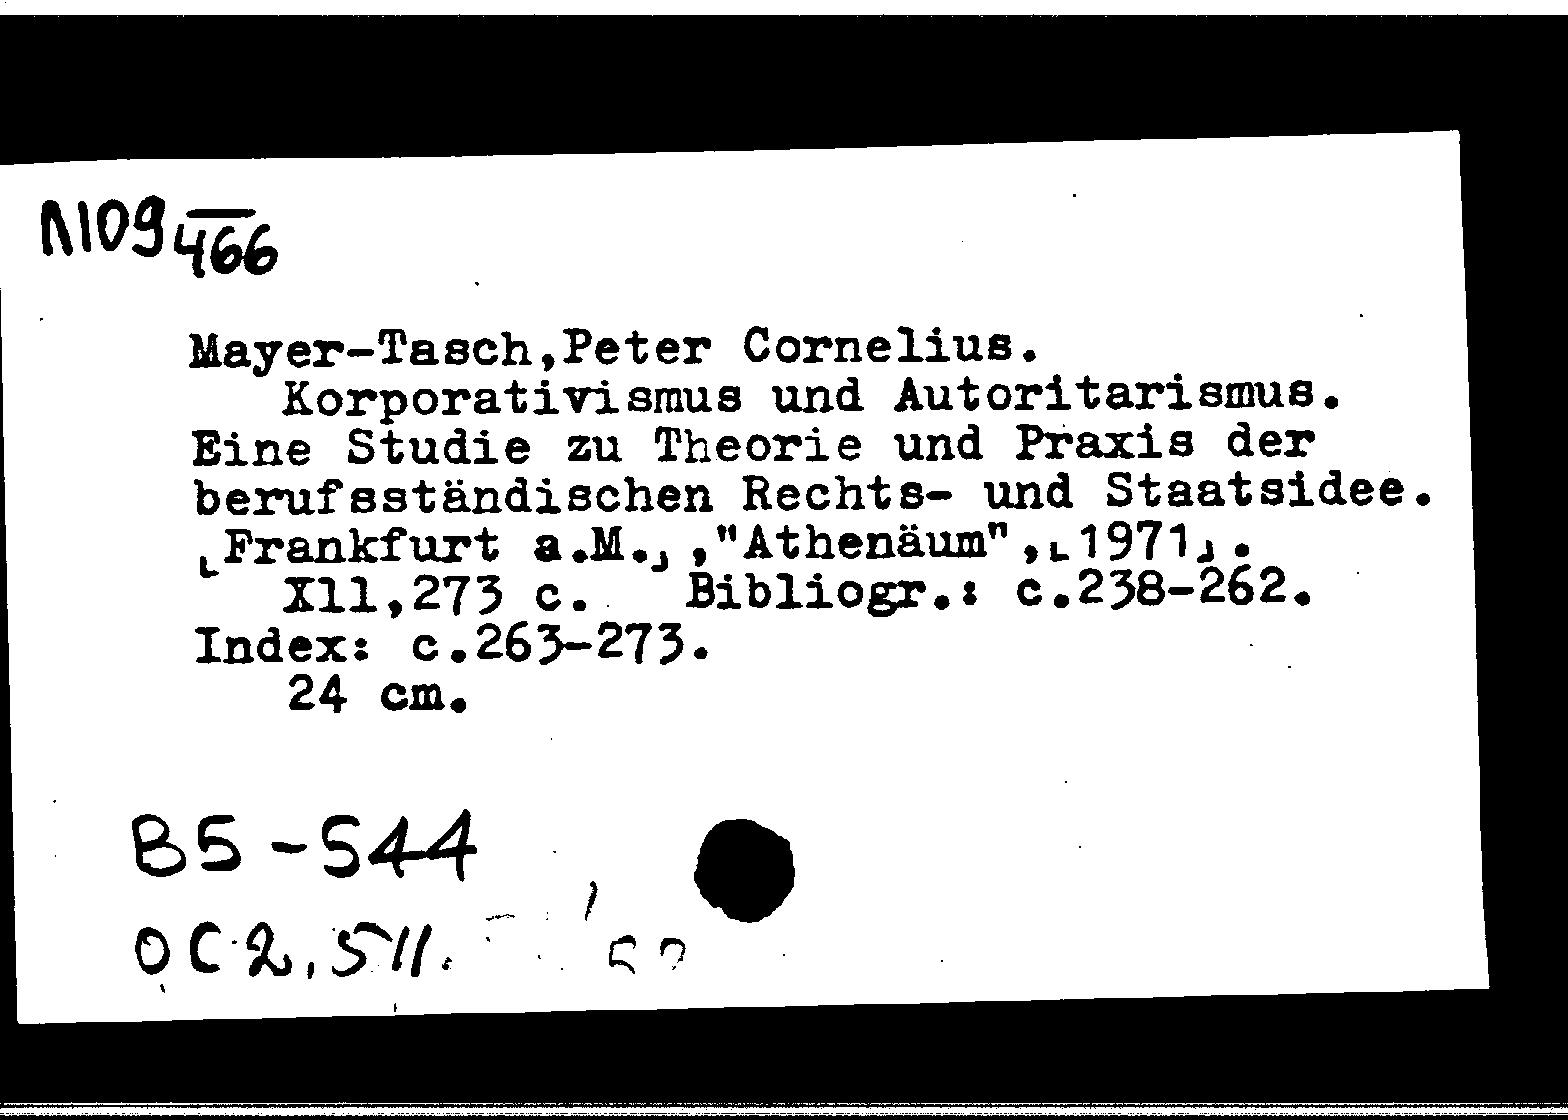 Л109 466
Mayer-Tasch,Peter Cornelius.
Korporativismus und Autoritarismus.
Eine Studie zu Theorie und Praxis der
berufsständischen Rechts- und Staatsidee.
⌞Frankfurt a.M.⌟,"Athenäum",⌞1971⌟.
X11,273 c. Bibliogr.: c.238-262.
Index: c.263-273.
24 cm.
B5-544
OC2,511.